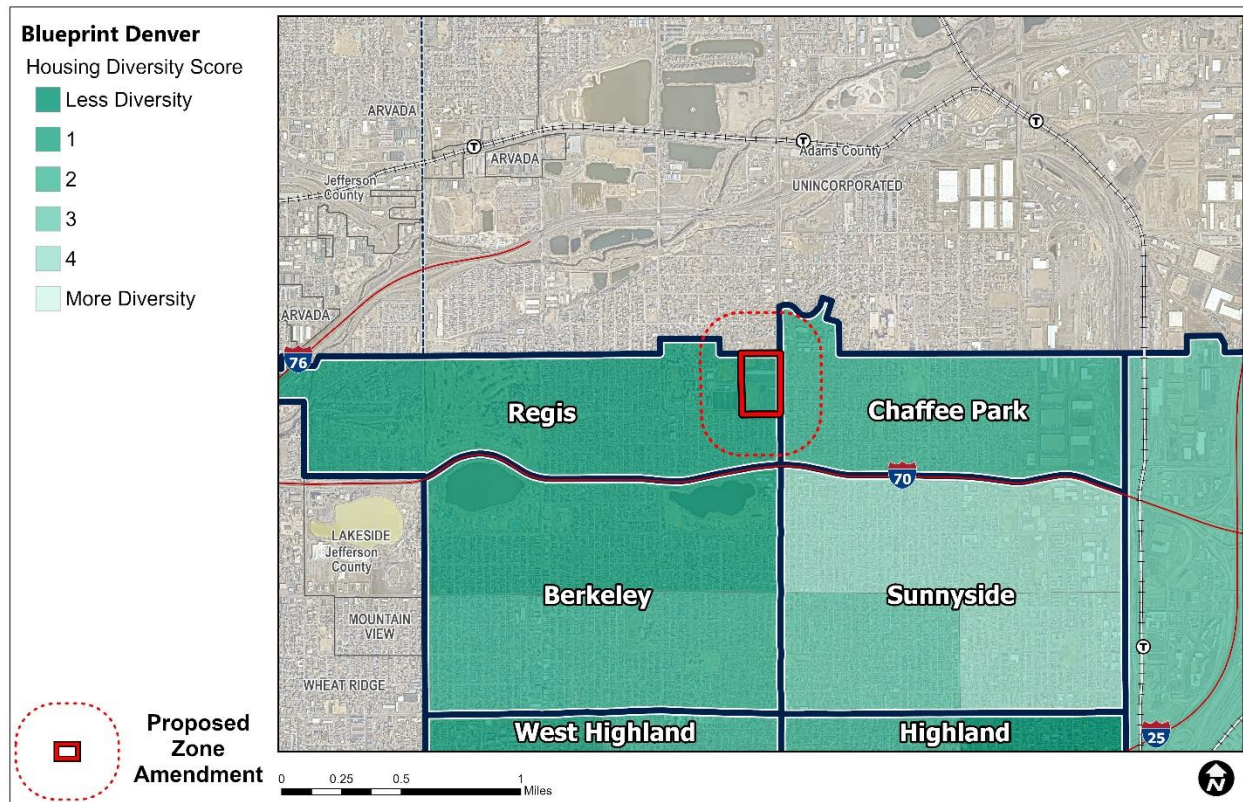 Blueprint Denver
Housing Diversity Score
Less Diversity
1
2
3
4
More Diversity
Proposed
Zone
Amendment
ARVADA
T
ARVADA
T
Adams County
T
Jefferson
County
UNINCORPORATED
ARVADA
76
Regis
Chaffee Park
70
LAKESIDE
Jefferson
County
Berkeley
Sunnyside
MOUNTAIN
VIEW
T
WHEAT RIDGE
West Highland
Highland
25
0 0.25 0.5 1
Miles